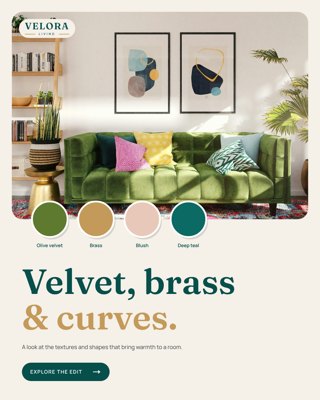 VELORA
LIVING
Olive velvet
Brass
Blush
Deep teal
Velvet, brass
& curves.
A look at the textures and shapes that bring warmth to a room.
EXPLORE THE EDIT →